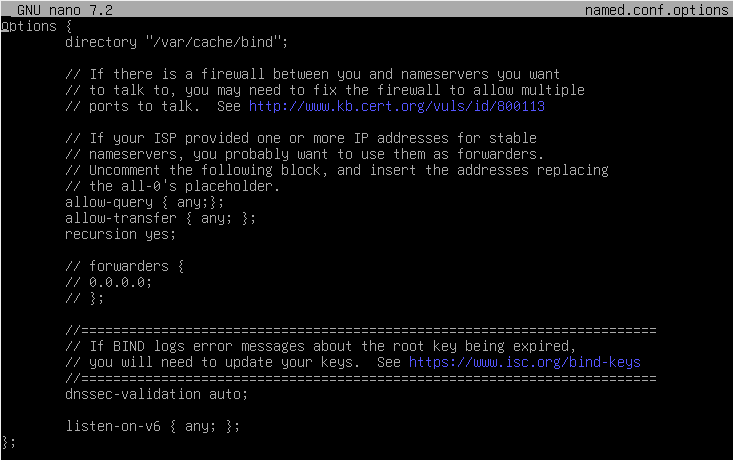 GNU nano 7.2 named.conf.options
options {
directory "/var/cache/bind";
// If there is a firewall between you and nameservers you want
// to talk to, you may need to fix the firewall to allow multiple
// ports to talk.  See http://www.kb.cert.org/vuls/id/800113
// If your ISP provided one or more IP addresses for stable
// nameservers, you probably want to use them as forwarders.
// Uncomment the following block, and insert the addresses replacing
// the all-0's placeholder.
allow-query { any;};
allow-transfer { any; };
recursion yes;
// forwarders {
// 0.0.0.0;
// };
//========================================================================
// If BIND logs error messages about the root key being expired,
// you will need to update your keys.  See https://www.isc.org/bind-keys
//========================================================================
dnssec-validation auto;
listen-on-v6 { any; };
};